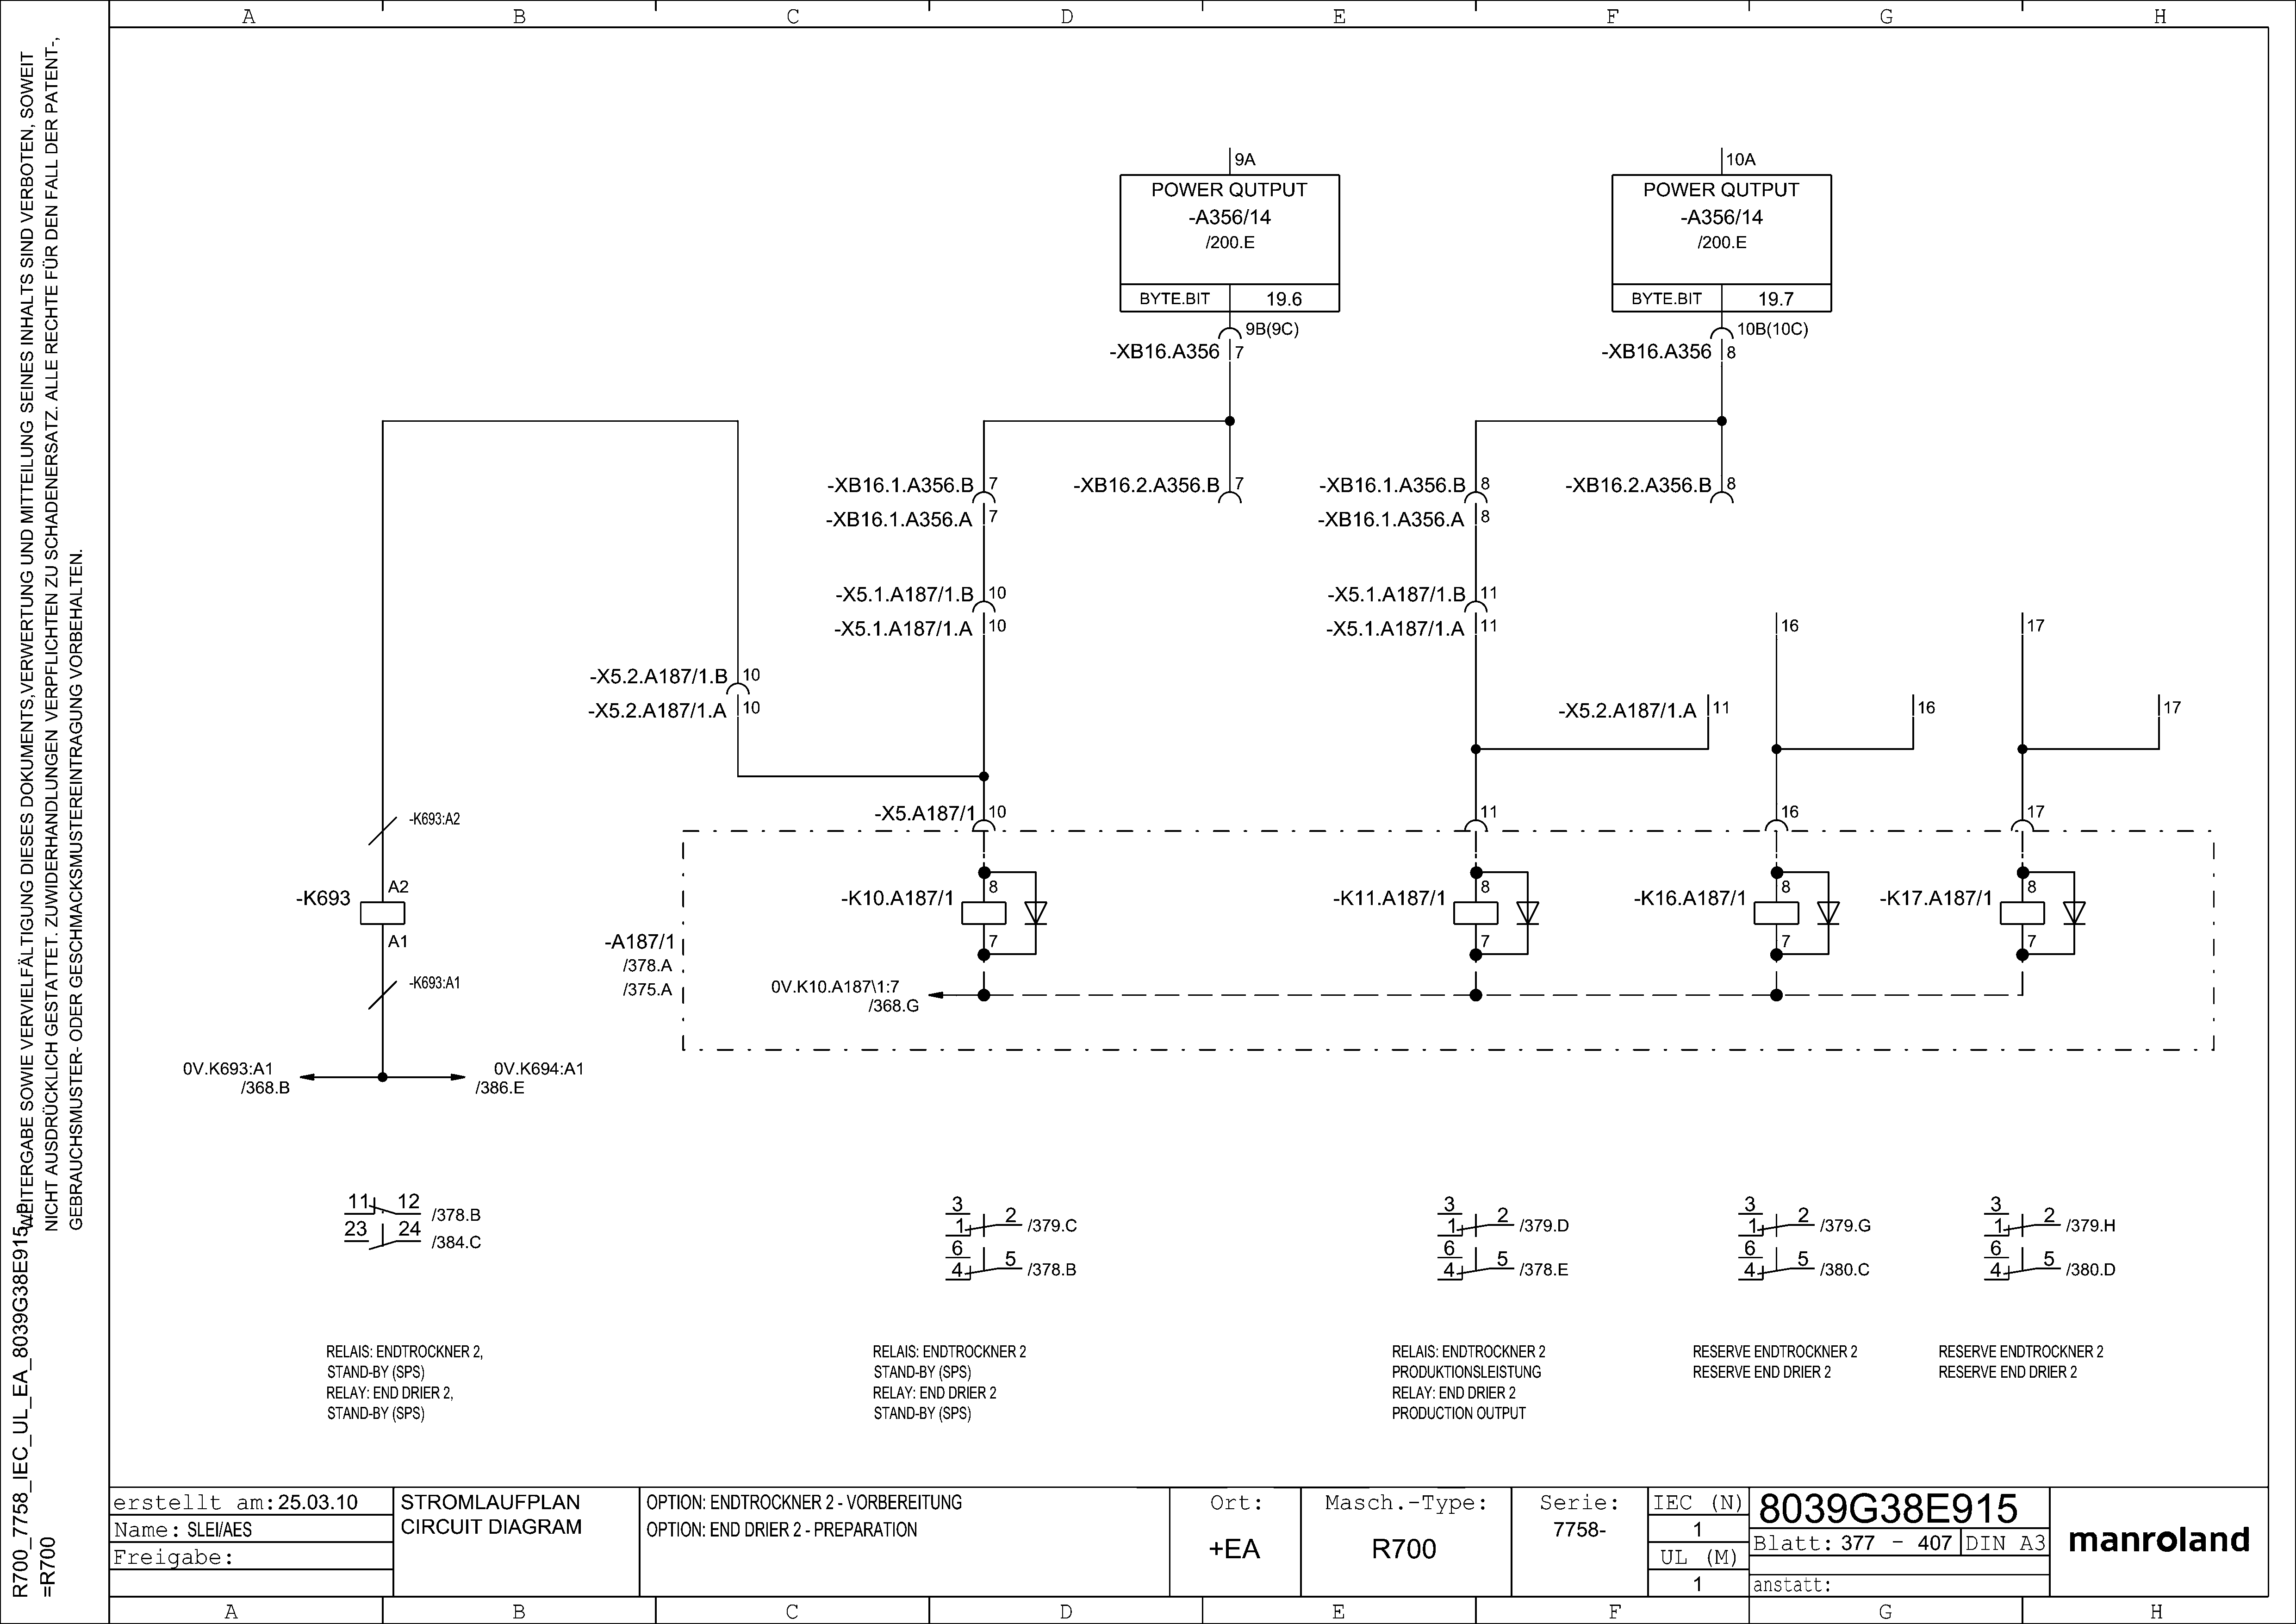 A B C D E F G H
WEITERGABE SOWIE VERVIELFÄLTIGUNG DIESES DOKUMENTS,VERWERTUNG UND MITTEILUNG SEINES INHALTS SIND VERBOTEN, SOWEIT
NICHT AUSDRÜCKLICH GESTATTET. ZUWIDERHANDLUNGEN VERPFLICHTEN ZU SCHADENERSATZ. ALLE RECHTE FÜR DEN FALL DER PATENT-,
GEBRAUCHSMUSTER- ODER GESCHMACKSMUSTEREINTRAGUNG VORBEHALTEN.
9A 10A
POWER QUTPUT POWER QUTPUT
-A356/14 -A356/14
/200.E /200.E
BYTE.BIT 19.6 BYTE.BIT 19.7
9B(9C) 10B(10C)
-XB16.A356 7 -XB16.A356 8
-XB16.1.A356.B 7 -XB16.2.A356.B 7 -XB16.1.A356.B 8 -XB16.2.A356.B 8
-XB16.1.A356.A 7 -XB16.1.A356.A 8
-X5.1.A187/1.B 10 -X5.1.A187/1.B 11
-X5.1.A187/1.A 10 -X5.1.A187/1.A 11 16 17
-X5.2.A187/1.B 10
-X5.2.A187/1.A 10 -X5.2.A187/1.A 11 16 17
-K693:A2 -X5.A187/1 10 11 16 17
A2 8 8 8 8
-K693 -K10.A187/1 -K11.A187/1 -K16.A187/1 -K17.A187/1
A1 -A187/1 7 7 7 7
/378.A
-K693:A1 /375.A 0V.K10.A187\1:7
/368.G
0V.K693:A1 0V.K694:A1
/368.B /386.E
11 12 /378.B
23 24 /384.C
3 3 3 3
1 2 /379.C 1 2 /379.D 1 2 /379.G 1 2 /379.H
6 6 6 6
4 5 /378.B 4 5 /378.E 4 5 /380.C 4 5 /380.D
RELAIS: ENDTROCKNER 2, RELAIS: ENDTROCKNER 2 RELAIS: ENDTROCKNER 2 RESERVE ENDTROCKNER 2 RESERVE ENDTROCKNER 2
STAND-BY (SPS) STAND-BY (SPS) PRODUKTIONSLEISTUNG RESERVE END DRIER 2 RESERVE END DRIER 2
RELAY: END DRIER 2, RELAY: END DRIER 2 RELAY: END DRIER 2
STAND-BY (SPS) STAND-BY (SPS) PRODUCTION OUTPUT
R700_7758_IEC_UL_EA_8039G38E915_D
=R700
erstellt am: 25.03.10 STROMLAUFPLAN OPTION: ENDTROCKNER 2 - VORBEREITUNG Ort: Masch.-Type: Serie: IEC (N) 8039G38E915
Name: SLEI/AES CIRCUIT DIAGRAM OPTION: END DRIER 2 - PREPARATION +EA R700 7758- 1
Freigabe: UL (M) Blatt: 377 - 407 DIN A3 manroland
1 anstatt:
A B C D E F G H